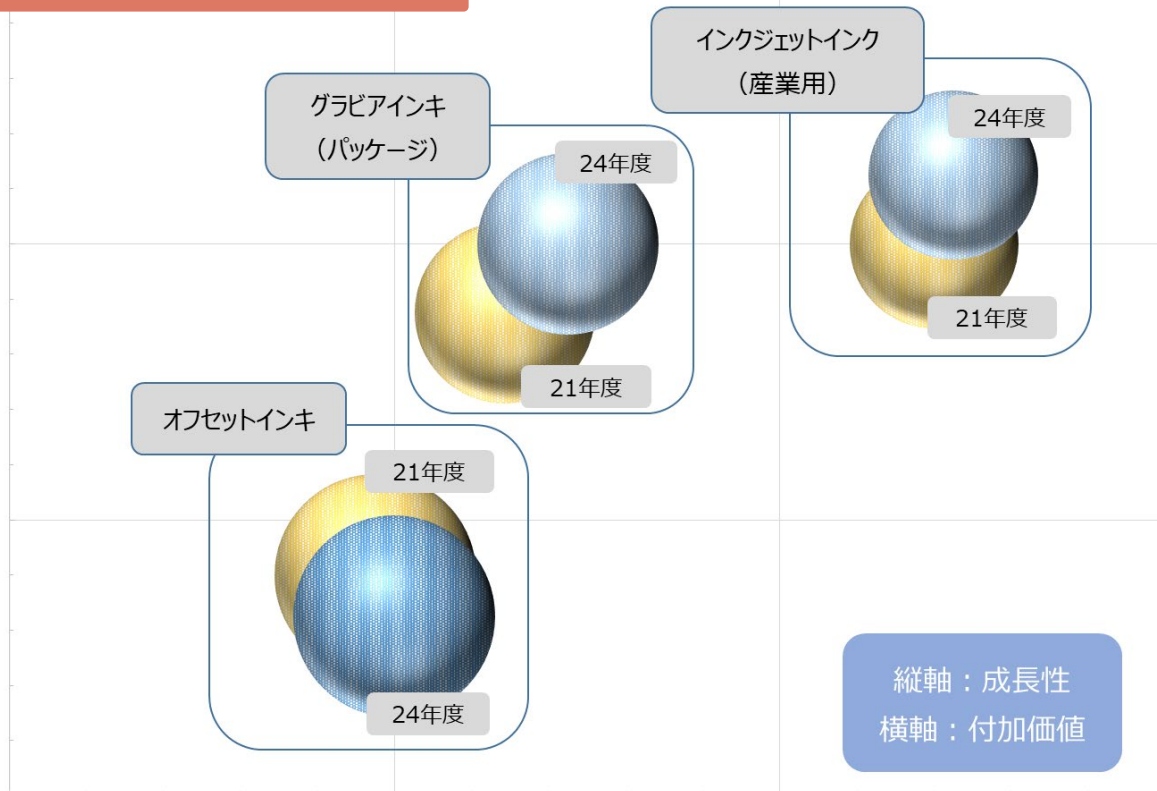 インクジェットインク
（産業用）
24年度
21年度
グラビアインキ
（パッケージ）
24年度
21年度
オフセットインキ
21年度
24年度
縦軸：成長性
横軸：付加価値